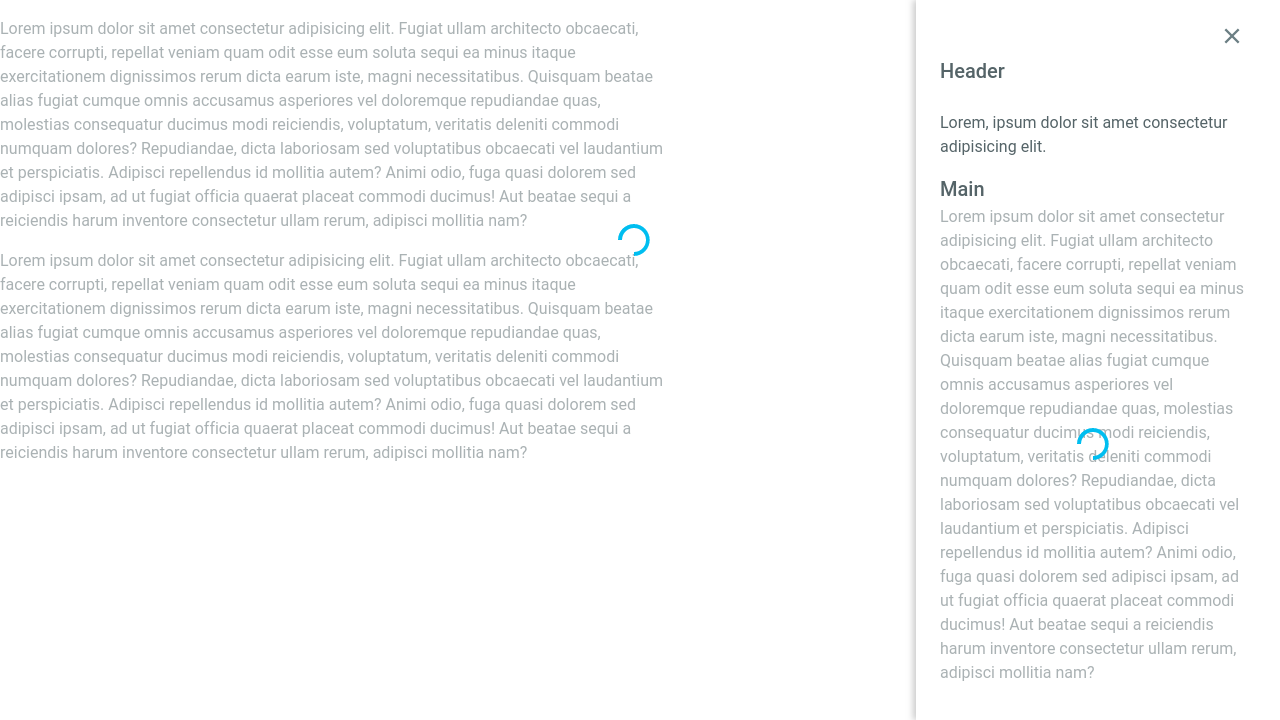 Lorem ipsum dolor sit amet consectetur adipisicing elit. Fugiat ullam architecto obcaecati,
facere corrupti, repellat veniam quam odit esse eum soluta sequi ea minus itaque
exercitationem dignissimos rerum dicta earum iste, magni necessitatibus. Quisquam beatae
alias fugiat cumque omnis accusamus asperiores vel doloremque repudiandae quas,
molestias consequatur ducimus modi reiciendis, voluptatum, veritatis deleniti commodi
numquam dolores? Repudiandae, dicta laboriosam sed voluptatibus obcaecati vel laudantium
et perspiciatis. Adipisci repellendus id mollitia autem? Animi odio, fuga quasi dolorem sed
adipisci ipsam, ad ut fugiat officia quaerat placeat commodi ducimus! Aut beatae sequi a
reiciendis harum inventore consectetur ullam rerum, adipisci mollitia nam?
Lorem ipsum dolor sit amet consectetur adipisicing elit. Fugiat ullam architecto obcaecati,
facere corrupti, repellat veniam quam odit esse eum soluta sequi ea minus itaque
exercitationem dignissimos rerum dicta earum iste, magni necessitatibus. Quisquam beatae
alias fugiat cumque omnis accusamus asperiores vel doloremque repudiandae quas,
molestias consequatur ducimus modi reiciendis, voluptatum, veritatis deleniti commodi
numquam dolores? Repudiandae, dicta laboriosam sed voluptatibus obcaecati vel laudantium
et perspiciatis. Adipisci repellendus id mollitia autem? Animi odio, fuga quasi dolorem sed
adipisci ipsam, ad ut fugiat officia quaerat placeat commodi ducimus! Aut beatae sequi a
reiciendis harum inventore consectetur ullam rerum, adipisci mollitia nam?
Header
Lorem, ipsum dolor sit amet consectetur
adipisicing elit.
Main
Lorem ipsum dolor sit amet consectetur
adipisicing elit. Fugiat ullam architecto
obcaecati, facere corrupti, repellat veniam
quam odit esse eum soluta sequi ea minus
itaque exercitationem dignissimos rerum
dicta earum iste, magni necessitatibus.
Quisquam beatae alias fugiat cumque
omnis accusamus asperiores vel
doloremque repudiandae quas, molestias
consequatur ducimus modi reiciendis,
voluptatum, veritatis deleniti commodi
numquam dolores? Repudiandae, dicta
laboriosam sed voluptatibus obcaecati vel
laudantium et perspiciatis. Adipisci
repellendus id mollitia autem? Animi odio,
fuga quasi dolorem sed adipisci ipsam, ad
ut fugiat officia quaerat placeat commodi
ducimus! Aut beatae sequi a reiciendis
harum inventore consectetur ullam rerum,
adipisci mollitia nam?